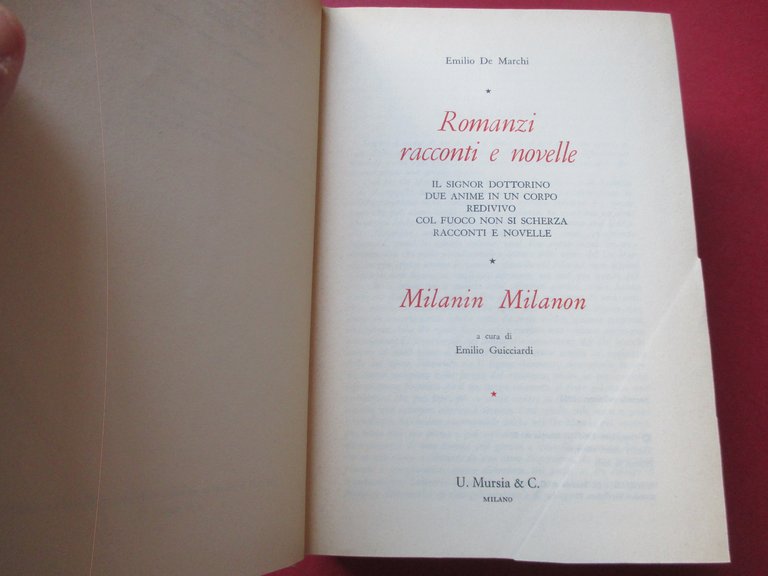 Emilio De Marchi
Romanzi
racconti e novelle
IL SIGNOR DOTTORINO
DUE ANIME IN UN CORPO
REDIVIVO
COL FUOCO NON SI SCHERZA
RACCONTI E NOVELLE
Milanin Milanon
a cura di
Emilio Guicciardi
U. Mursia & C.
MILANO